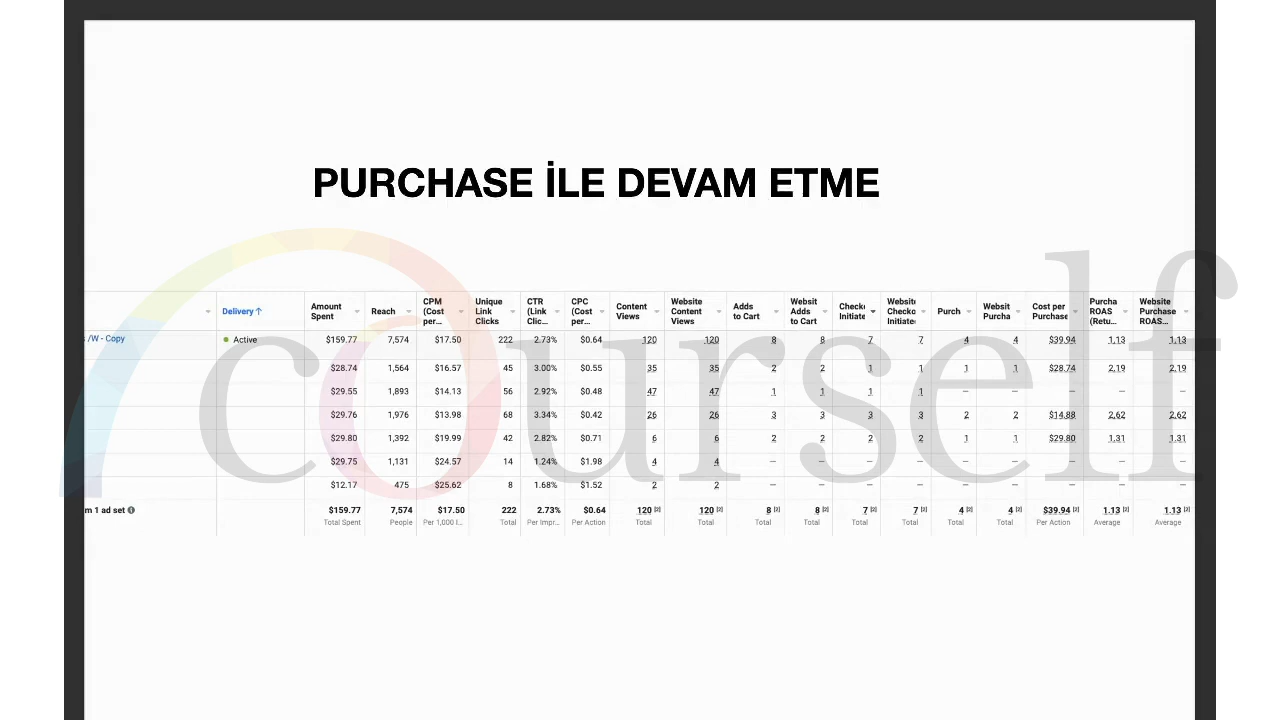 PURCHASE İLE DEVAM ETME
Delivery ↑ Amount Spent Reach CPM (Cost per... Unique Link Clicks CTR (Link Clic... CPC (Cost per... Content Views Website Content Views Adds to Cart Websit Adds to Cart Checke Initiate Website Checko Initiate Purch Websit Purcha Cost per Purchase Purcha ROAS (Retu... Website Purchase ROAS...
/W - Copy Active $159.77 7,574 $17.50 222 2.73% $0.64 120 120 8 8 7 7 4 4 $39.94 1.13 1.13
$28.74 1,564 $16.57 45 3.00% $0.55 35 35 2 2 1 1 1 1 $28.74 2.19 2.19
$29.55 1,893 $14.13 56 2.92% $0.48 47 47 1 1 1 1 — — — — —
$29.76 1,976 $13.98 68 3.34% $0.42 26 26 3 3 3 3 2 2 $14.88 2.62 2.62
$29.80 1,392 $19.99 42 2.82% $0.71 6 6 2 2 2 2 1 1 $29.80 1.31 1.31
$29.75 1,131 $24.57 14 1.24% $1.98 4 4 — — — — — — — — —
$12.17 475 $25.62 8 1.68% $1.52 2 2 — — — — — — — — —
m 1 ad set $159.77 7,574 $17.50 222 2.73% $0.64 120 [2] 120 [2] 8 [2] 8 [2] 7 [2] 7 [2] 4 [2] 4 [2] $39.94 [2] 1.13 [2] 1.13 [2]
Total Spent People Per 1,000 I... Total Per Impr... Per Action Total Total Total Total Total Total Total Total Per Action Average Average
courself